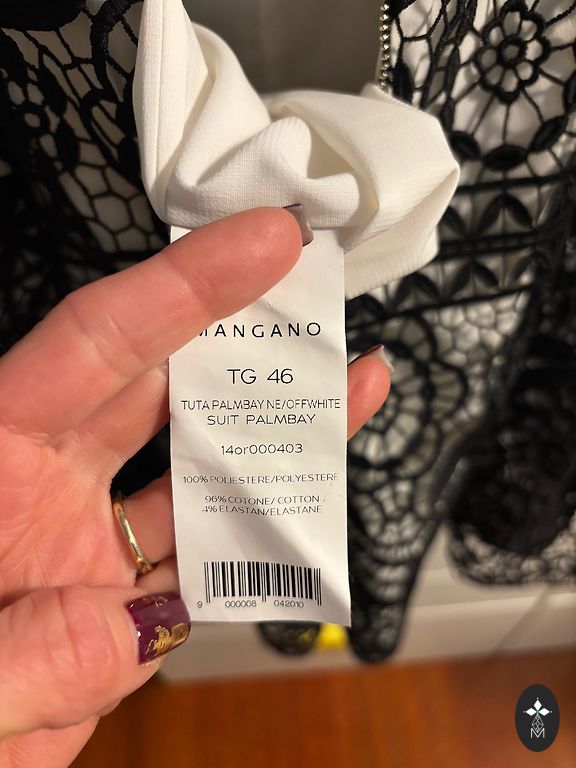 MANGANO
TG 46
TUTA PALMBAY NE/OFFWHITE
SUIT PALMBAY
14or000403
100% POLIESTERE/POLYESTERE
96% COTONE/ COTTON
4% ELASTAN/ELASTANE
9 000008 042010
M